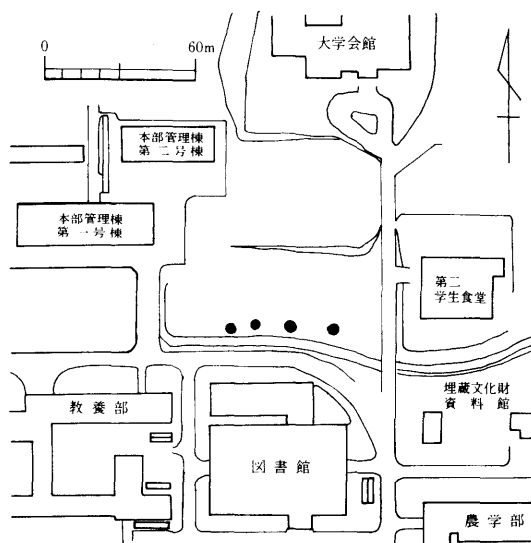 0 60m
大学会館
本部管理棟
第二号棟
本部管理棟
第一号棟
第二
学生食堂
埋蔵文化財
資料館
教養部
図書館
農学部